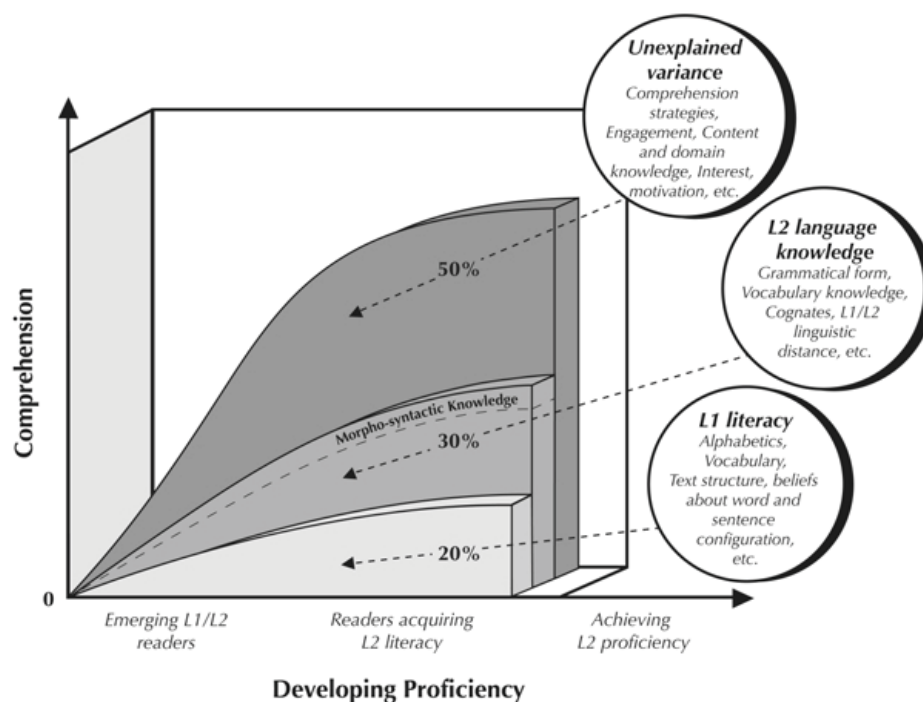 Unexplained
variance
Comprehension
strategies,
Engagement, Content
and domain
knowledge, Interest,
motivation, etc.
L2 language
knowledge
Grammatical form,
Vocabulary knowledge,
Cognates, L1/L2
linguistic
distance, etc.
L1 literacy
Alphabetics,
Vocabulary,
Text structure, beliefs
about word and
sentence
configuration,
etc.
50%
Morpho-syntactic Knowledge
30%
20%
Comprehension
0
Emerging L1/L2
readers
Readers acquiring
L2 literacy
Achieving
L2 proficiency
Developing Proficiency